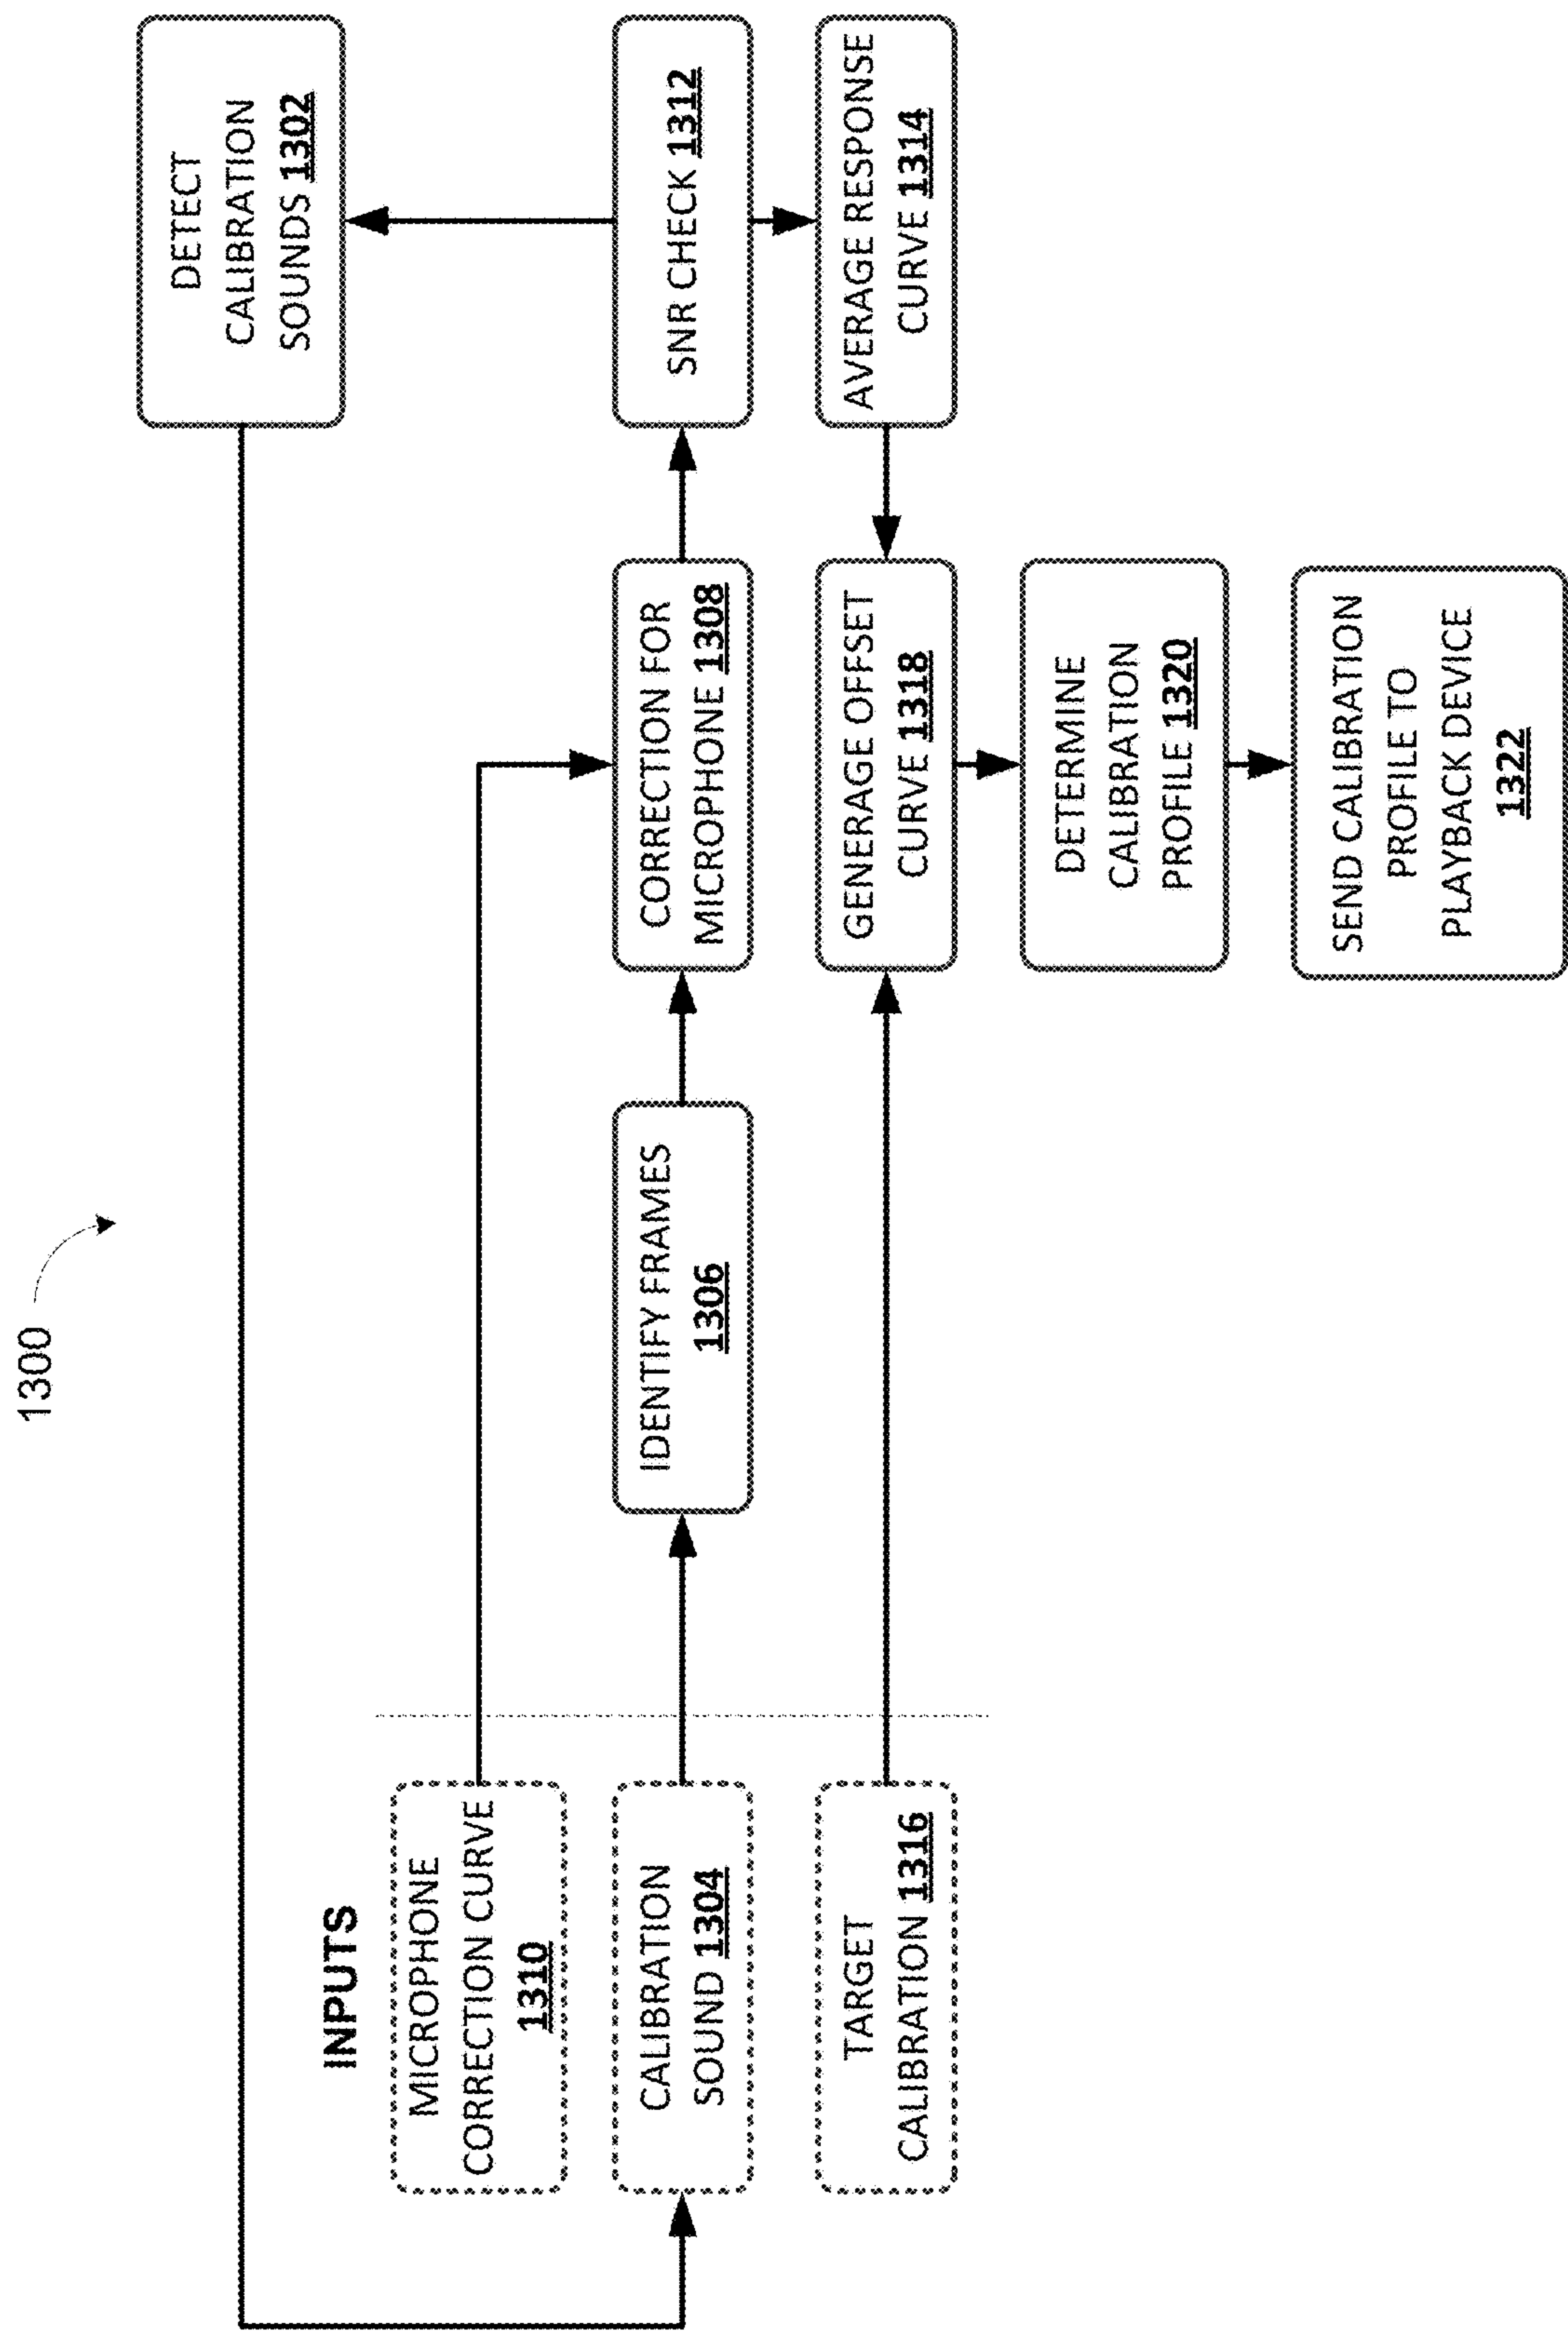 1300
DETECT
CALIBRATION
SOUNDS 1302
INPUTS
MICROPHONE
CORRECTION CURVE
1310
CALIBRATION
SOUND 1304
IDENTIFY FRAMES
1306
CORRECTION FOR
MICROPHONE 1308
SNR CHECK 1312
TARGET
CALIBRATION 1316
GENERAGE OFFSET
CURVE 1318
AVERAGE RESPONSE
CURVE 1314
DETERMINE
CALIBRATION
PROFILE 1320
SEND CALIBRATION
PROFILE TO
PLAYBACK DEVICE
1322